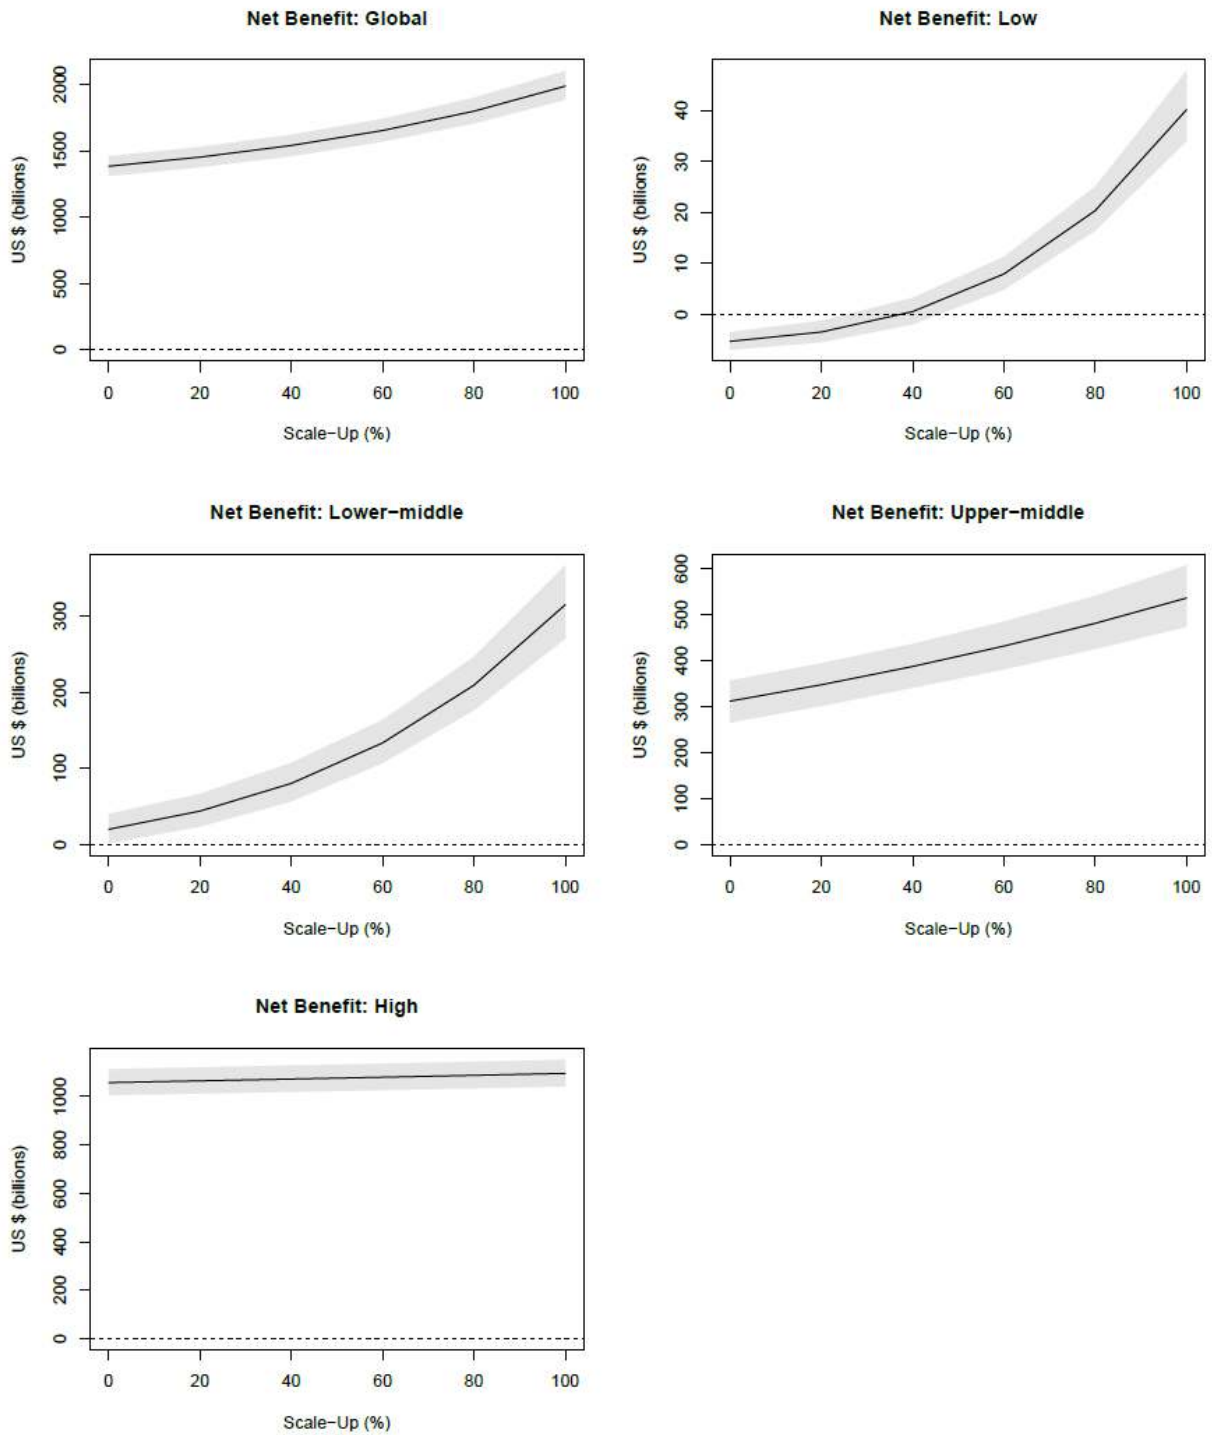 Net Benefit: Global
US $ (billions)
2000
1500
1000
500
0
0 20 40 60 80 100
Scale−Up (%)
Net Benefit: Low
US $ (billions)
40
30
20
10
0
0 20 40 60 80 100
Scale−Up (%)
Net Benefit: Lower−middle
US $ (billions)
300
200
100
0
0 20 40 60 80 100
Scale−Up (%)
Net Benefit: Upper−middle
US $ (billions)
600
500
400
300
200
100
0
0 20 40 60 80 100
Scale−Up (%)
Net Benefit: High
US $ (billions)
1000
800
600
400
200
0
0 20 40 60 80 100
Scale−Up (%)